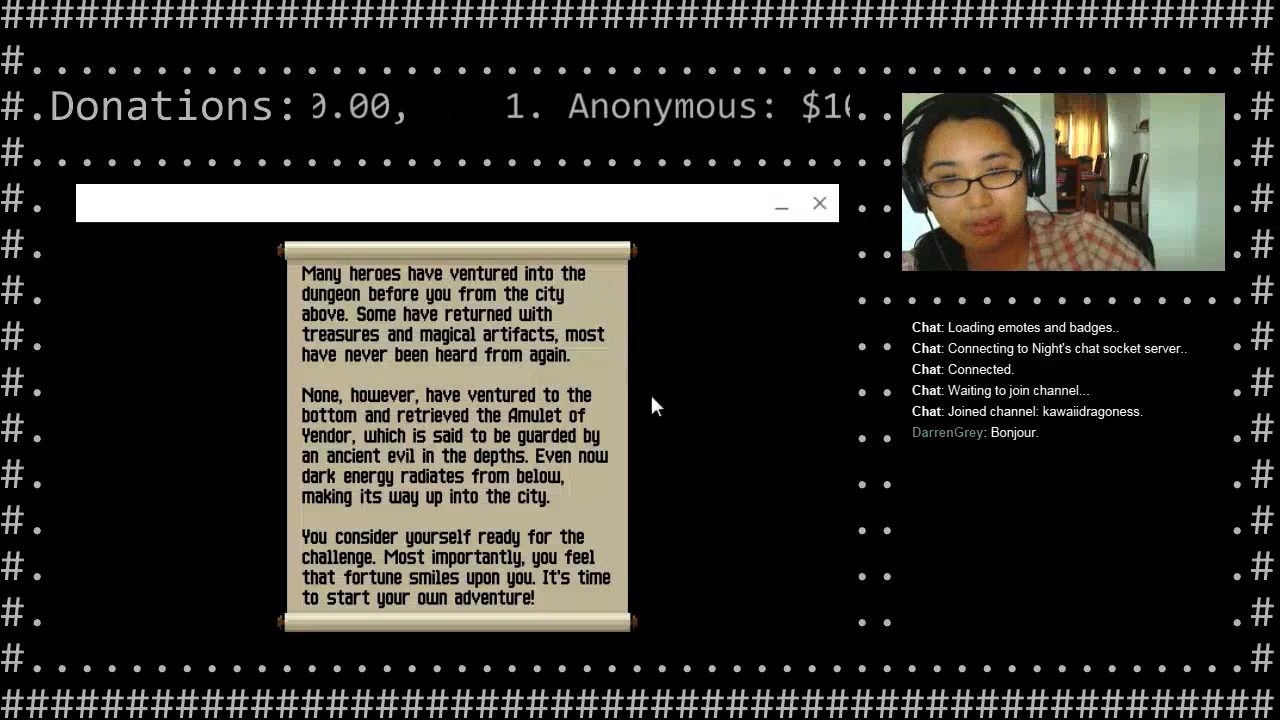 Donations: 0.00, 1. Anonymous: $10
Many heroes have ventured into the
dungeon before you from the city
above. Some have returned with
treasures and magical artifacts, most
have never been heard from again.
None, however, have ventured to the
bottom and retrieved the Amulet of
Yendor, which is said to be guarded by
an ancient evil in the depths. Even now
dark energy radiates from below,
making its way up into the city.
You consider yourself ready for the
challenge. Most importantly, you feel
that fortune smiles upon you. It's time
to start your own adventure!
Chat: Loading emotes and badges..
Chat: Connecting to Night's chat socket server..
Chat: Connected.
Chat: Waiting to join channel...
Chat: Joined channel: kawaiidragoness.
DarrenGrey: Bonjour.